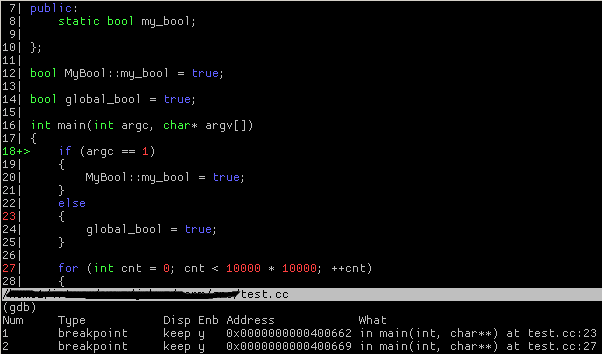 7| public:
8|     static bool my_bool;
9|
10| };
11|
12| bool MyBool::my_bool = true;
13|
14| bool global_bool = true;
15|
16| int main(int argc, char* argv[])
17| {
18+>     if (argc == 1)
19|     {
20|         MyBool::my_bool = true;
21|     }
22|     else
23|     {
24|         global_bool = true;
25|     }
26|
27|     for (int cnt = 0; cnt < 10000 * 10000; ++cnt)
28|     {
/test.cc
(gdb)
Num     Type           Disp Enb Address            What
1       breakpoint     keep y   0x0000000000400662 in main(int, char**) at test.cc:23
2       breakpoint     keep y   0x0000000000400669 in main(int, char**) at test.cc:27